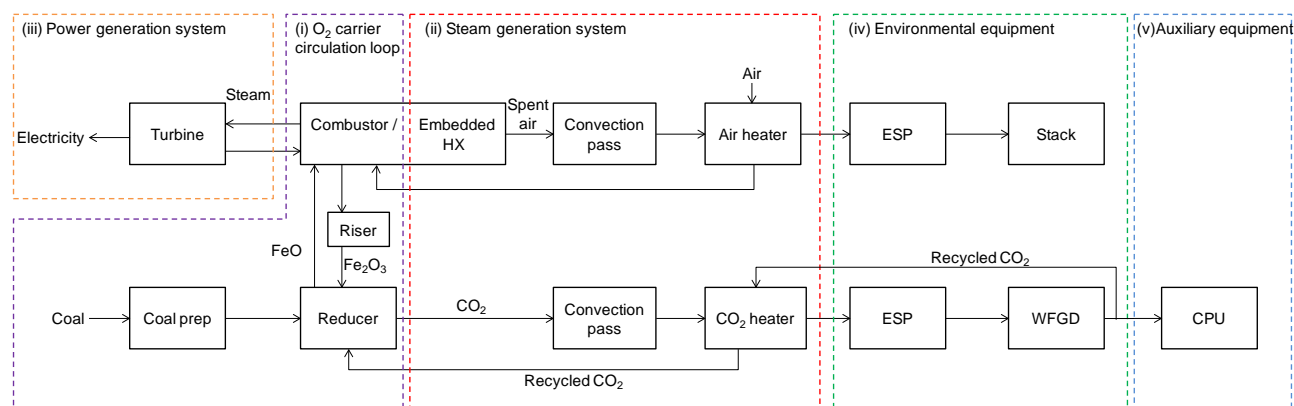 (iii) Power generation system
(i) O₂ carrier
circulation loop
(ii) Steam generation system
(iv) Environmental equipment
(v)Auxiliary equipment
Air
Steam
Spent
air
Electricity
Turbine
Combustor /
Embedded
HX
Convection
pass
Air heater
ESP
Stack
Riser
FeO
Fe₂O₃
Recycled CO₂
Coal
Coal prep
Reducer
CO₂
Convection
pass
CO₂ heater
ESP
WFGD
CPU
Recycled CO₂